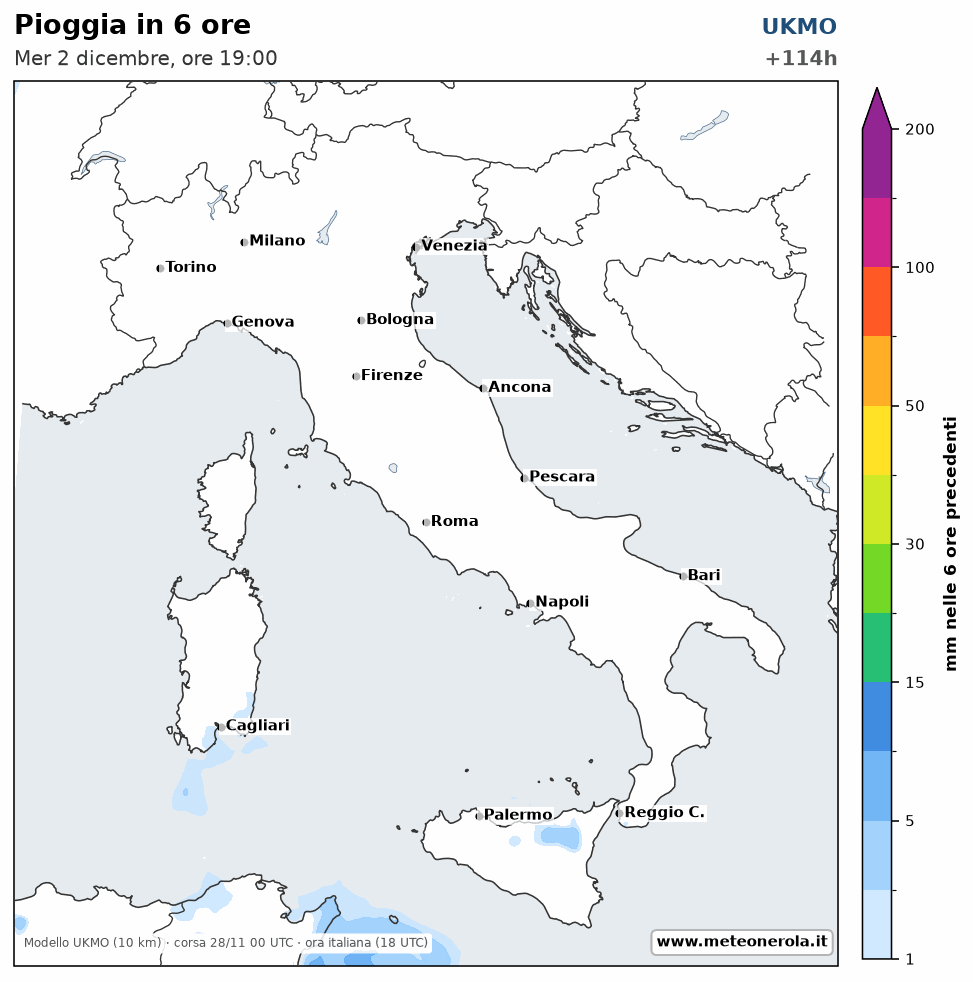 Pioggia in 6 ore
UKMO
Mer 2 dicembre, ore 19:00
+114h
200
100
50
30
15
5
1
mm nelle 6 ore precedenti
Milano
Venezia
Torino
Genova
Bologna
Firenze
Ancona
Pescara
Roma
Bari
Napoli
Cagliari
Palermo
Reggio C.
Modello UKMO (10 km) · corsa 28/11 00 UTC · ora italiana (18 UTC)
www.meteonerola.it